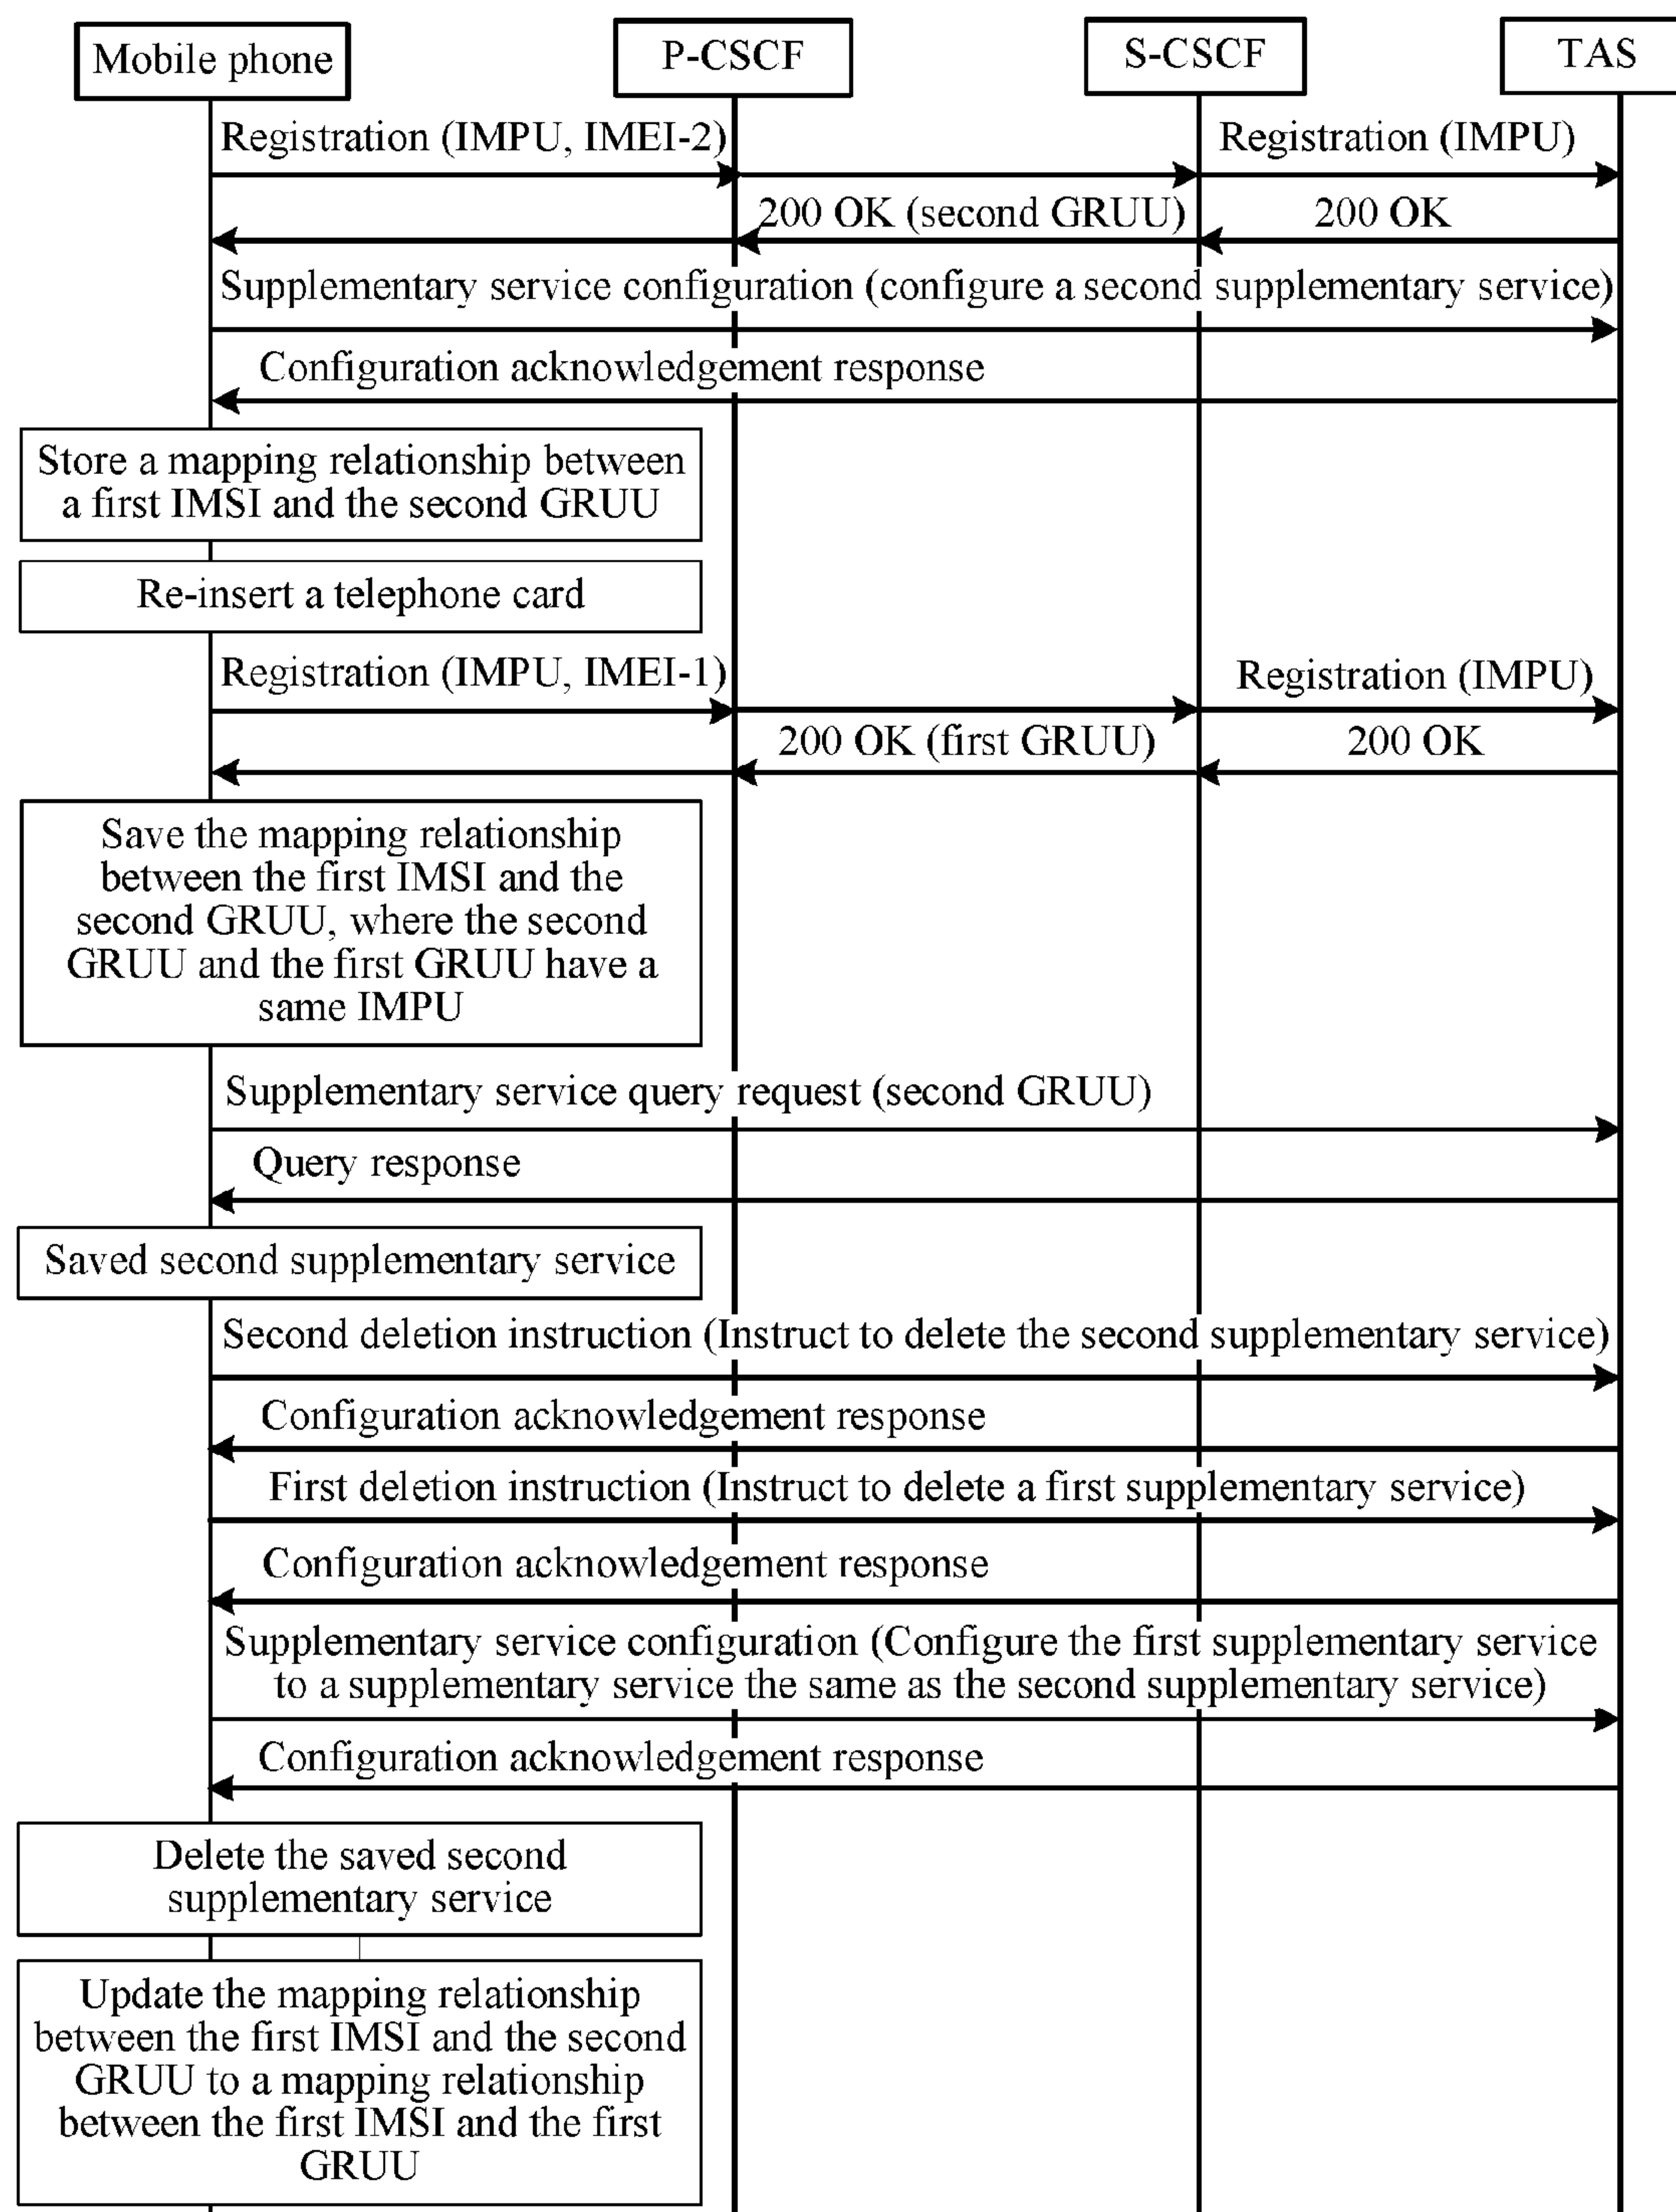 Mobile phone
P-CSCF
S-CSCF
TAS
Registration (IMPU, IMEI-2)
Registration (IMPU)
200 OK (second GRUU)
200 OK
Supplementary service configuration (configure a second supplementary service)
Configuration acknowledgement response
Store a mapping relationship between
a first IMSI and the second GRUU
Re-insert a telephone card
Registration (IMPU, IMEI-1)
Registration (IMPU)
200 OK (first GRUU)
200 OK
Save the mapping relationship
between the first IMSI and the
second GRUU, where the second
GRUU and the first GRUU have a
same IMPU
Supplementary service query request (second GRUU)
Query response
Saved second supplementary service
Second deletion instruction (Instruct to delete the second supplementary service)
Configuration acknowledgement response
First deletion instruction (Instruct to delete a first supplementary service)
Configuration acknowledgement response
Supplementary service configuration (Configure the first supplementary service
to a supplementary service the same as the second supplementary service)
Configuration acknowledgement response
Delete the saved second
supplementary service
Update the mapping relationship
between the first IMSI and the second
GRUU to a mapping relationship
between the first IMSI and the first
GRUU